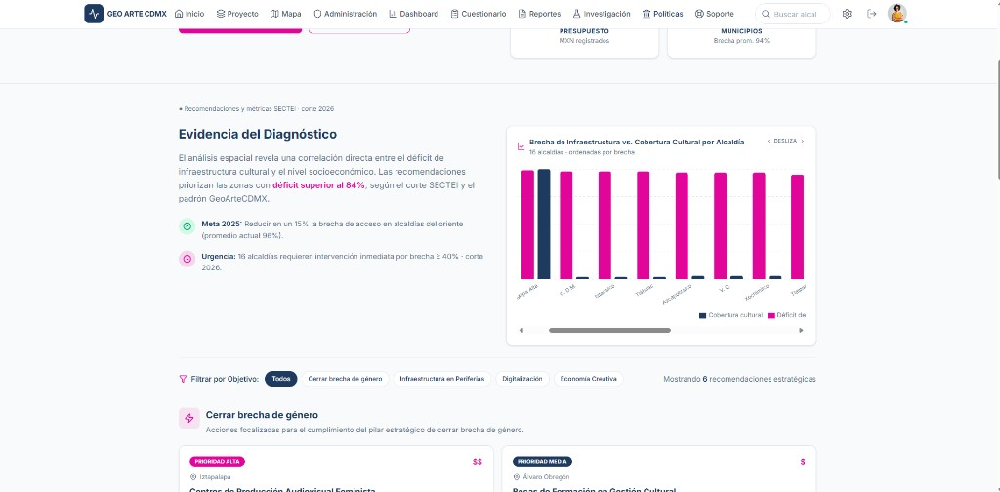 GEO ARTE CDMX Inicio Proyecto Mapa Administración Dashboard Cuestionario Reportes Investigación Políticas Soporte Buscar alcal
PRESUPUESTO
MXN registrados
MUNICIPIOS
Brecha prom. 94%
Recomendaciones y métricas SECTEI · corte 2026
Evidencia del Diagnóstico
El análisis espacial revela una correlación directa entre el déficit de
infraestructura cultural y el nivel socioeconómico. Las recomendaciones
priorizan las zonas con déficit superior al 84%, según el corte SECTEI y el
padrón GeoArteCDMX.
Meta 2025: Reducir en un 15% la brecha de acceso en alcaldías del oriente
(promedio actual 96%).
Urgencia: 16 alcaldías requieren intervención inmediata por brecha ≥ 40% · corte
2026.
Brecha de Infraestructura vs. Cobertura Cultural por Alcaldía
‹ DESLIZA ›
16 alcaldías · ordenadas por brecha
Milpa Alta C. D.M. Iztacalco Tláhuac Azcapotzalco V. C. Xochimilco
Cobertura cultural Déficit de
Filtrar por Objetivo: Todos Cerrar brecha de género Infraestructura en Periferias Digitalización Economía Creativa Mostrando 6 recomendaciones estratégicas
Cerrar brecha de género
Acciones focalizadas para el cumplimiento del pilar estratégico de cerrar brecha de género.
PRIORIDAD ALTA $$
Iztapalapa
Centros de Producción Audiovisual Feminista
PRIORIDAD MEDIA $
Álvaro Obregón
Becas de Formación en Gestión Cultural